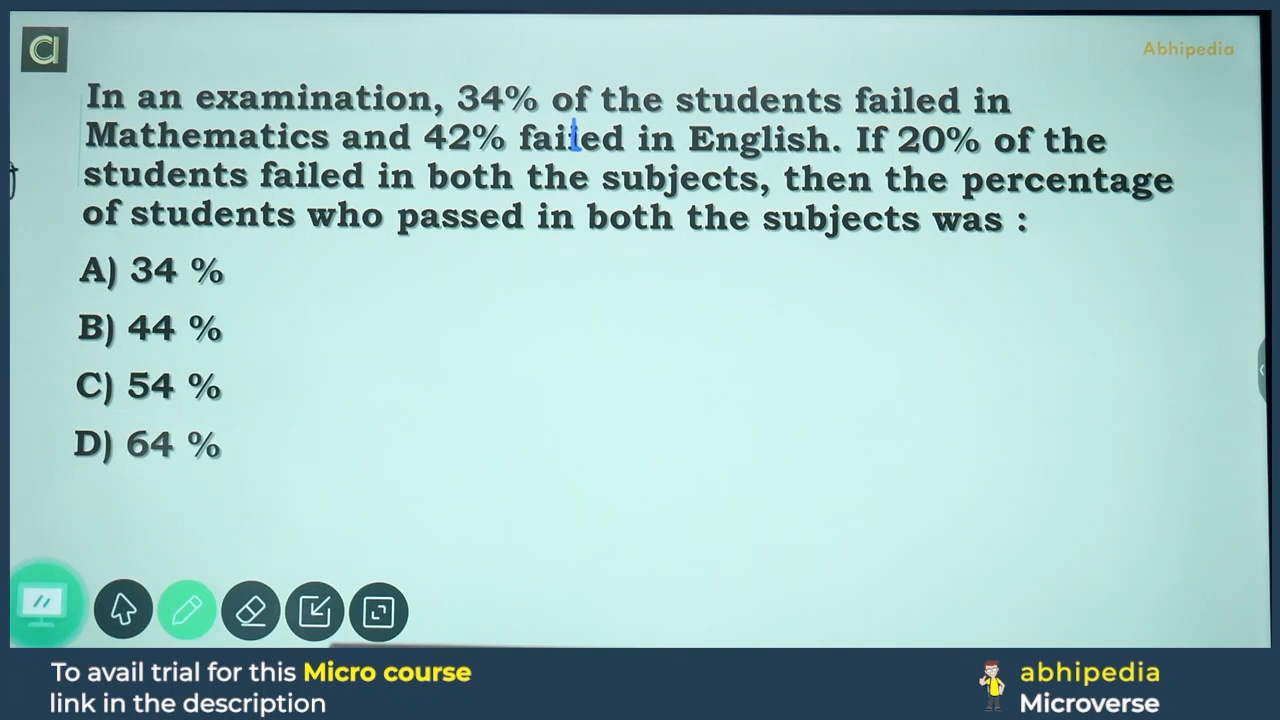 Abhipedia
In an examination, 34% of the students failed in
Mathematics and 42% failed in English. If 20% of the
students failed in both the subjects, then the percentage
of students who passed in both the subjects was :
A) 34 %
B) 44 %
C) 54 %
D) 64 %
To avail trial for this Micro course
link in the description
abhipedia
Microverse